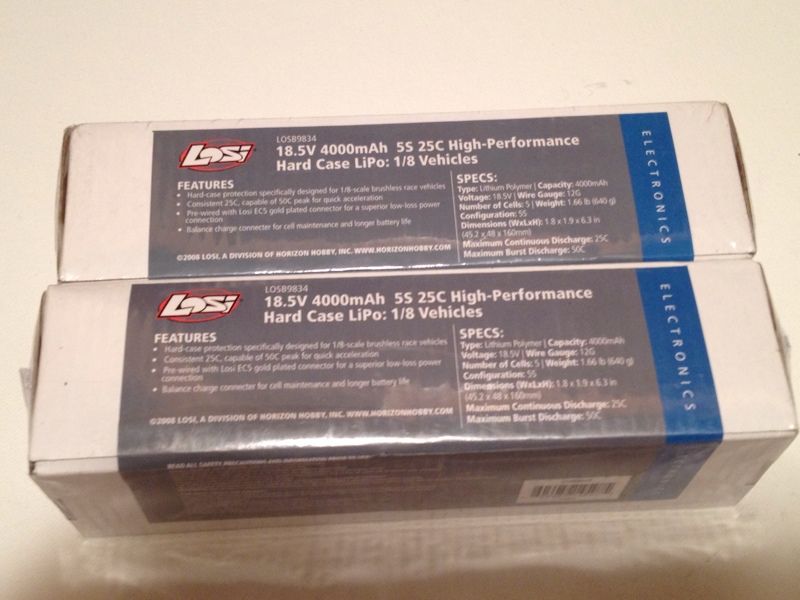 LOSi
LOSB9834
18.5V 4000mAh 5S 25C High-Performance
Hard Case LiPo: 1/8 Vehicles
FEATURES
• Hard-case protection specifically designed for 1/8-scale brushless race vehicles
• Consistent 25C, capable of 50C peak for quick acceleration
• Pre-wired with Losi EC5 gold plated connector for a superior low-loss power
connection
• Balance charge connecter for cell maintenance and longer battery life
©2008 LOSI, A DIVISION OF HORIZON HOBBY, INC. WWW.HORIZONHOBBY.COM
SPECS:
Type: Lithium Polymer | Capacity: 4000mAh
Voltage: 18.5V | Wire Gauge: 12G
Number of Cells: 5 | Weight: 1.66 lb (640 g)
Configuration: 5S
Dimensions (WxLxH): 1.8 x 1.9 x 6.3 in
(45.2 x 48 x 160mm)
Maximum Continuous Discharge: 25C
Maximum Burst Discharge: 50C
ELECTRONICS
LOSi
LOSB9834
18.5V 4000mAh 5S 25C High-Performance
Hard Case LiPo: 1/8 Vehicles
FEATURES
• Hard-case protection specifically designed for 1/8-scale brushless race vehicles
• Consistent 25C, capable of 50C peak for quick acceleration
• Pre-wired with Losi EC5 gold plated connector for a superior low-loss power
connection
• Balance charge connector for cell maintenance and longer battery life
©2008 LOSI, A DIVISION OF HORIZON HOBBY, INC. WWW.HORIZONHOBBY.COM
SPECS:
Type: Lithium Polymer | Capacity: 4000mAh
Voltage: 18.5V | Wire Gauge: 12G
Number of Cells: 5 | Weight: 1.66 lb (640 g)
Configuration: 5S
Dimensions (WxLxH): 1.8 x 1.9 x 6.3 in
(45.2 x 48 x 160mm)
Maximum Continuous Discharge: 25C
Maximum Burst Discharge: 50C
ELECTRONICS
READ ALL SAFETY PRECAUTIONS AND INFORMATION PRIOR TO USE